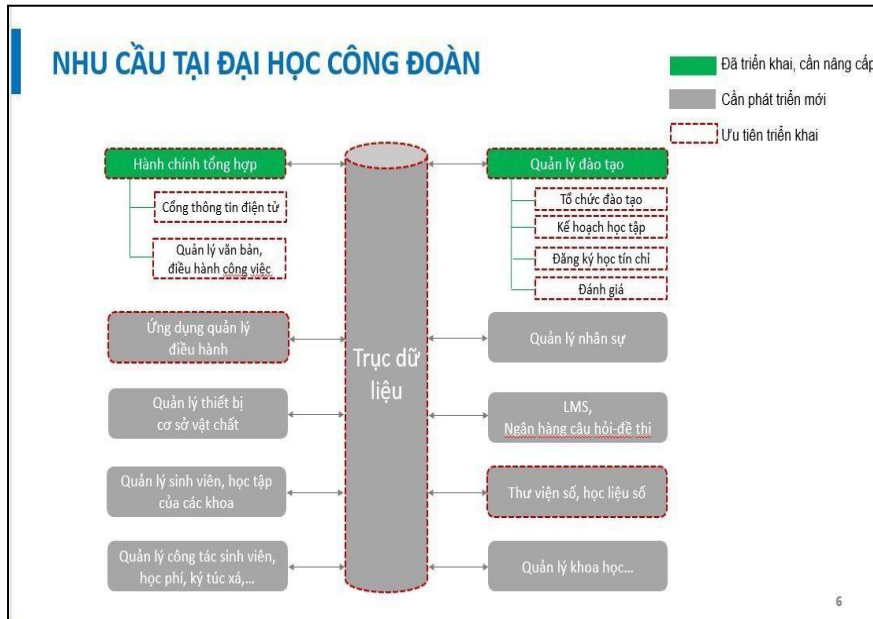 NHU CẦU TẠI ĐẠI HỌC CÔNG ĐOÀN
Đã triển khai, cần nâng cấp
Cần phát triển mới
Ưu tiên triển khai
Hành chính tổng hợp
Cổng thông tin điện tử
Quản lý văn bản,
điều hành công việc
Ứng dụng quản lý
điều hành
Quản lý thiết bị
cơ sở vật chất
Quản lý sinh viên, học tập
của các khoa
Quản lý công tác sinh viên,
học phí, ký túc xá,...
Trục dữ
liệu
Quản lý đào tạo
Tổ chức đào tạo
Kế hoạch học tập
Đăng ký học tín chỉ
Đánh giá
Quản lý nhân sự
LMS,
Ngân hàng câu hỏi-đề thi
Thư viện số, học liệu số
Quản lý khoa học...
6